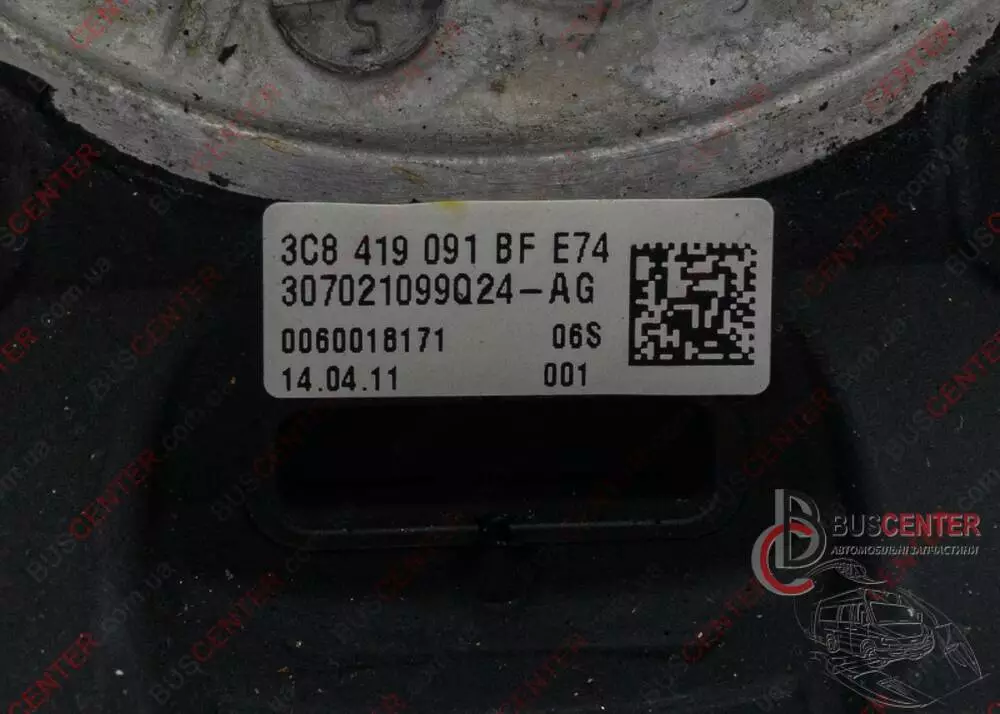 3C8 419 091 BF E74
307021099Q24-AG
0060018171 06S
14.04.11 001
BUSCENTER
АВТОМОБІЛЬНІ ЗАПЧАСТИНИ